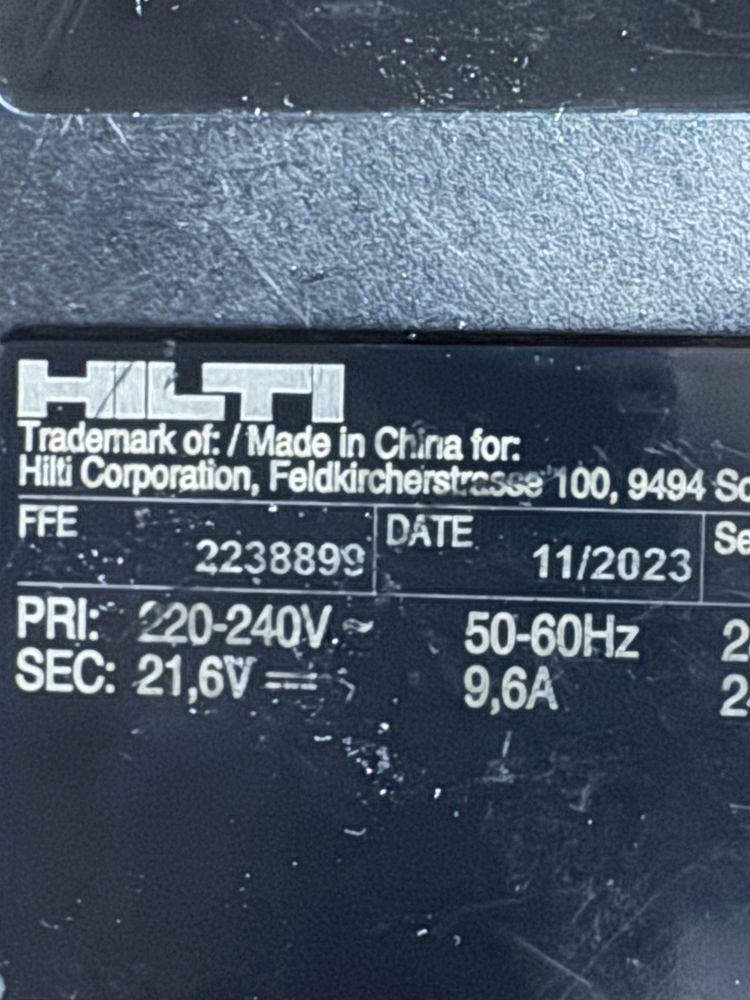 HILTI
Trademark of: / Made in China for:
Hilti Corporation, Feldkircherstrasse 100, 9494
FFE 2238899 DATE 11/2023
PRI: 220-240V ~ 50-60Hz
SEC: 21,6V ⎓ 9,6A